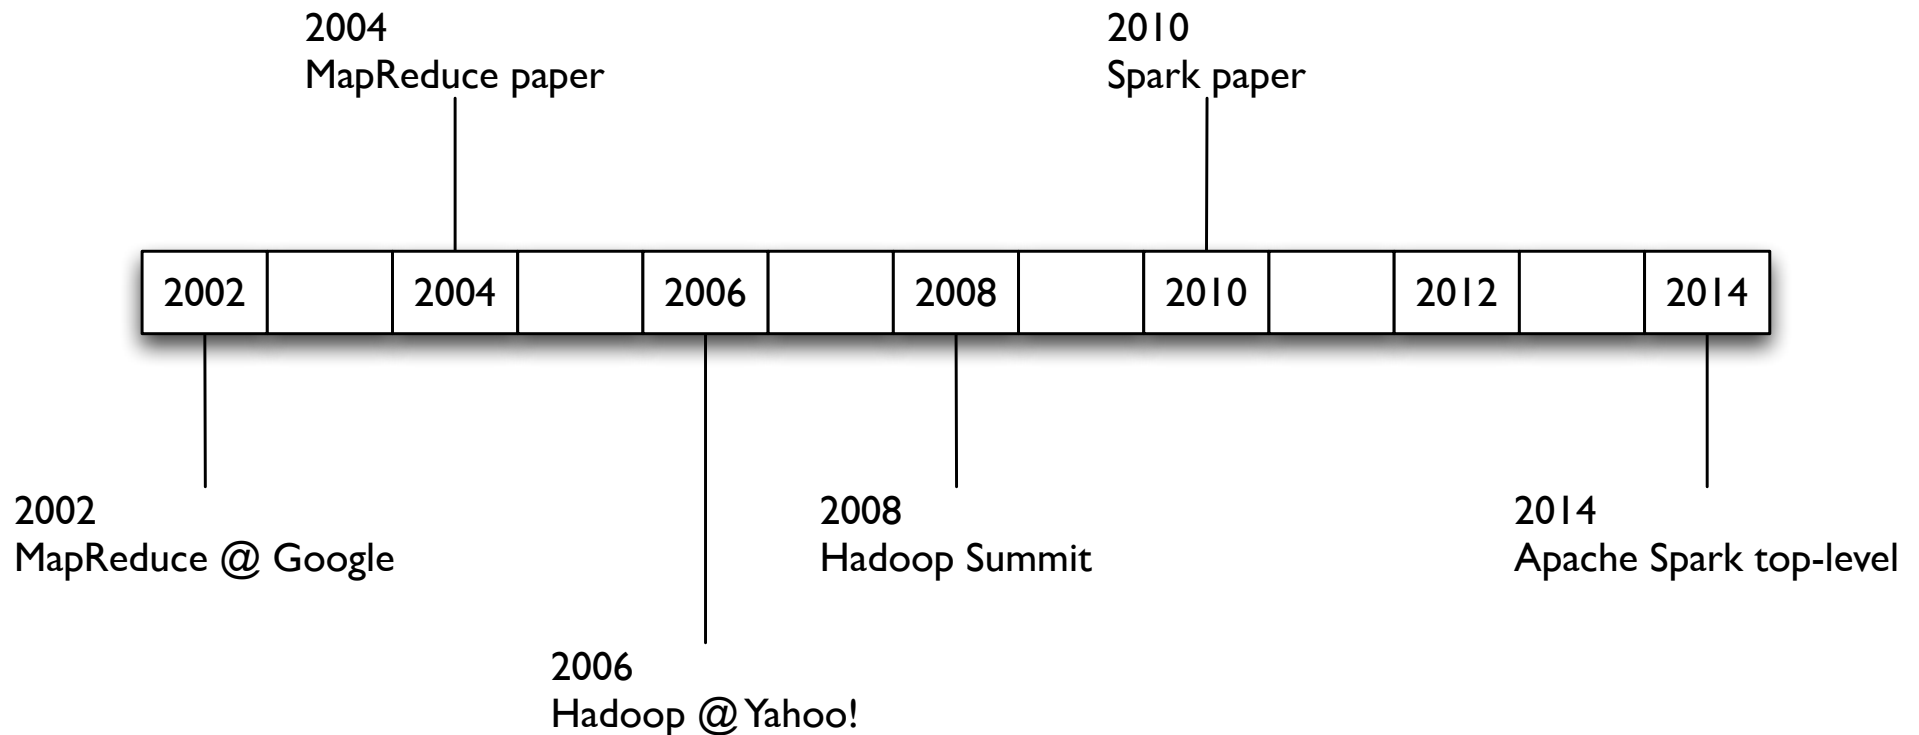 2004
MapReduce paper
2010
Spark paper
2002 2004 2006 2008 2010 2012 2014
2002
MapReduce @ Google
2008
Hadoop Summit
2014
Apache Spark top-level
2006
Hadoop @ Yahoo!